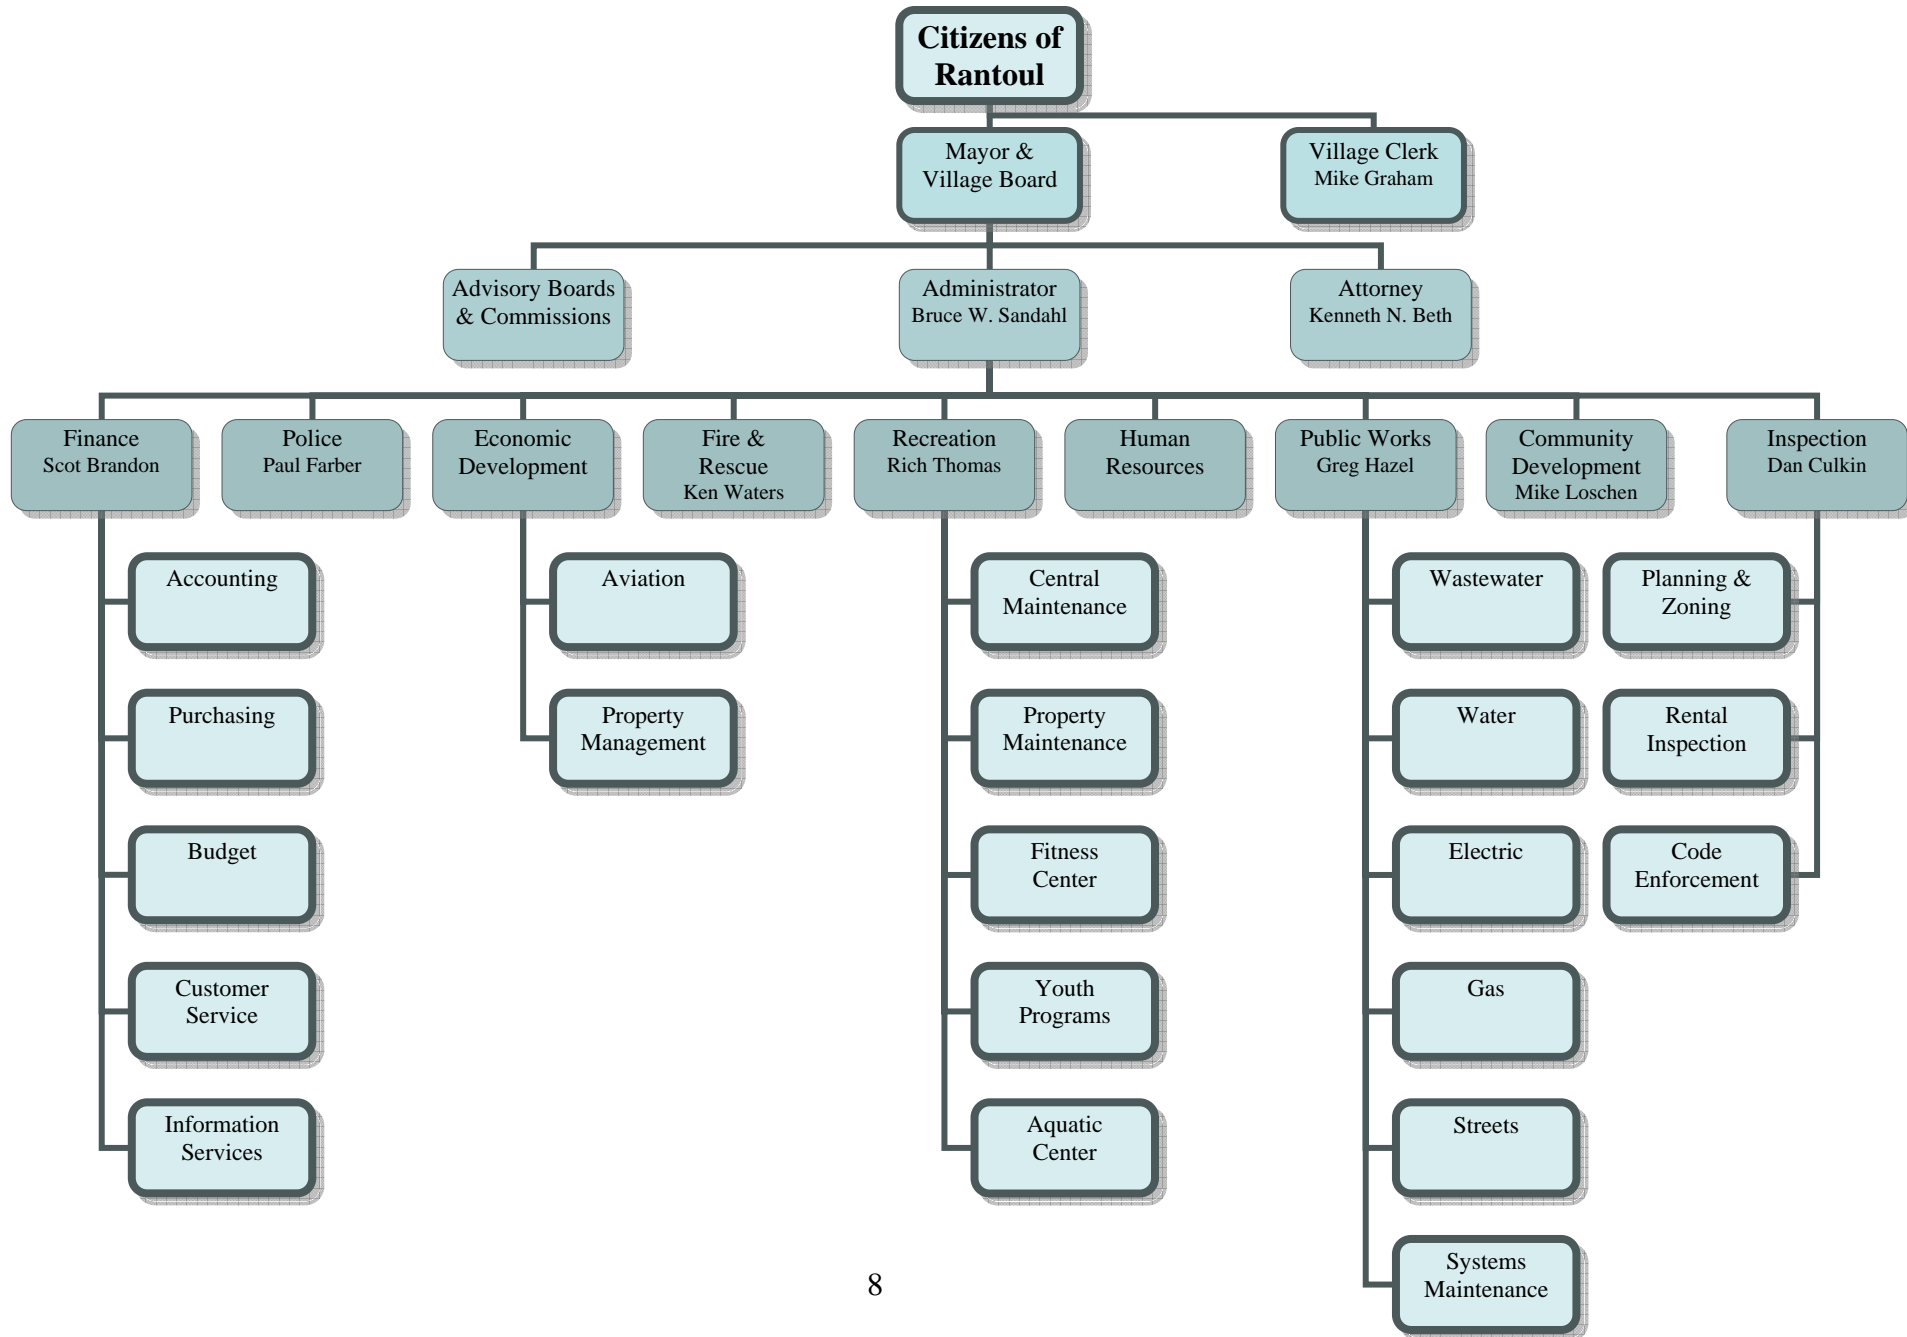 Citizens of
Rantoul
Mayor &
Village Board
Village Clerk
Mike Graham
Advisory Boards
& Commissions
Administrator
Bruce W. Sandahl
Attorney
Kenneth N. Beth
Finance
Scot Brandon
Police
Paul Farber
Economic
Development
Fire &
Rescue
Ken Waters
Recreation
Rich Thomas
Human
Resources
Public Works
Greg Hazel
Community
Development
Mike Loschen
Inspection
Dan Culkin
Accounting
Purchasing
Budget
Customer
Service
Information
Services
Aviation
Property
Management
Central
Maintenance
Property
Maintenance
Fitness
Center
Youth
Programs
Aquatic
Center
Wastewater
Water
Electric
Gas
Streets
Systems
Maintenance
Planning &
Zoning
Rental
Inspection
Code
Enforcement
8